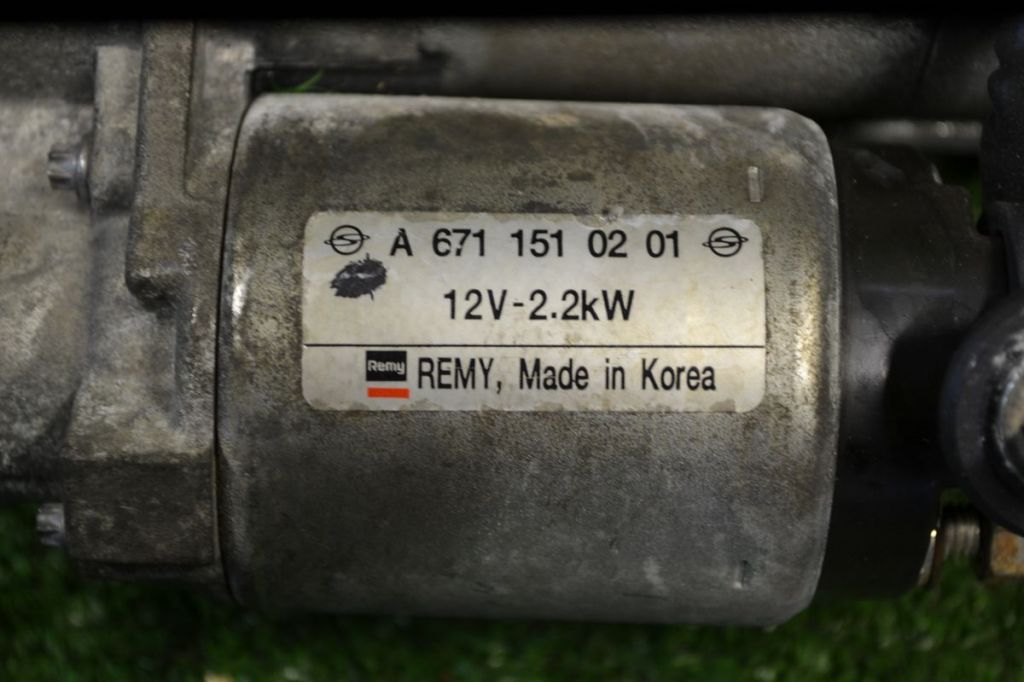 A 671 151 02 01
12V-2.2kW
Remy REMY, Made in Korea